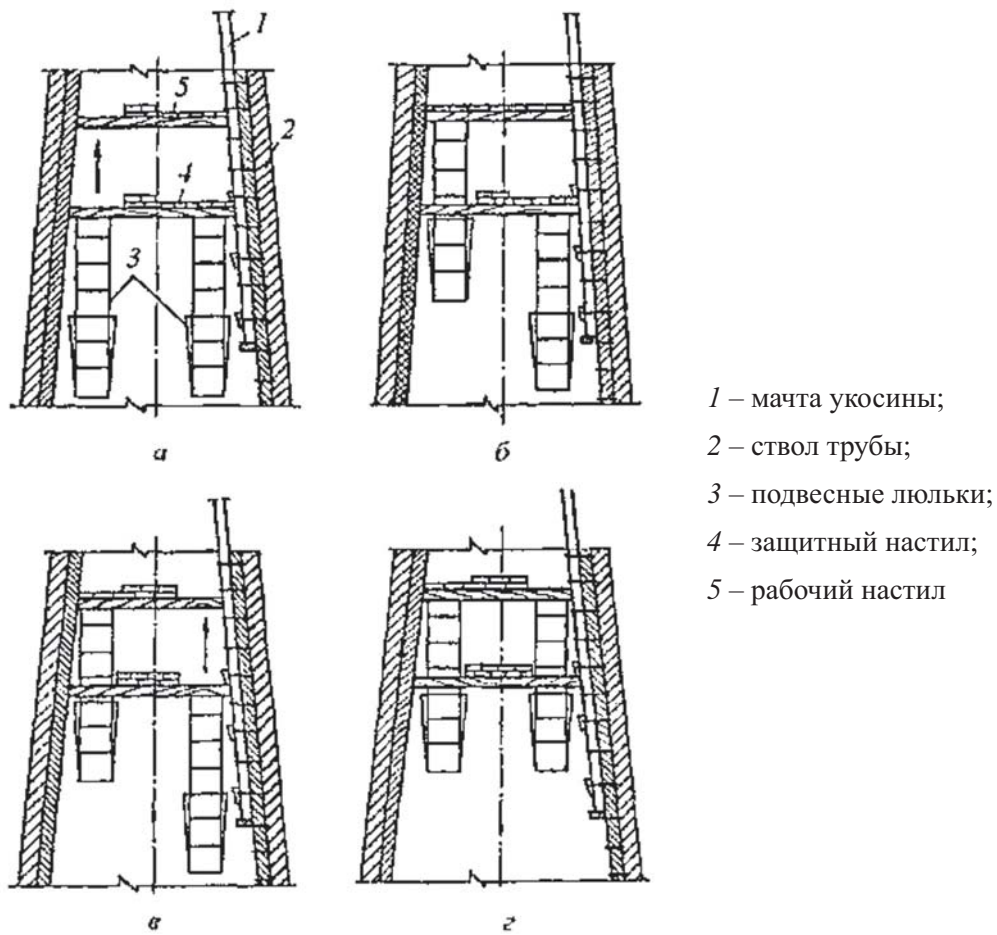 1
5
2
4
3
а
б
1 – мачта укосины;
2 – ствол трубы;
3 – подвесные люльки;
4 – защитный настил;
5 – рабочий настил
в
г